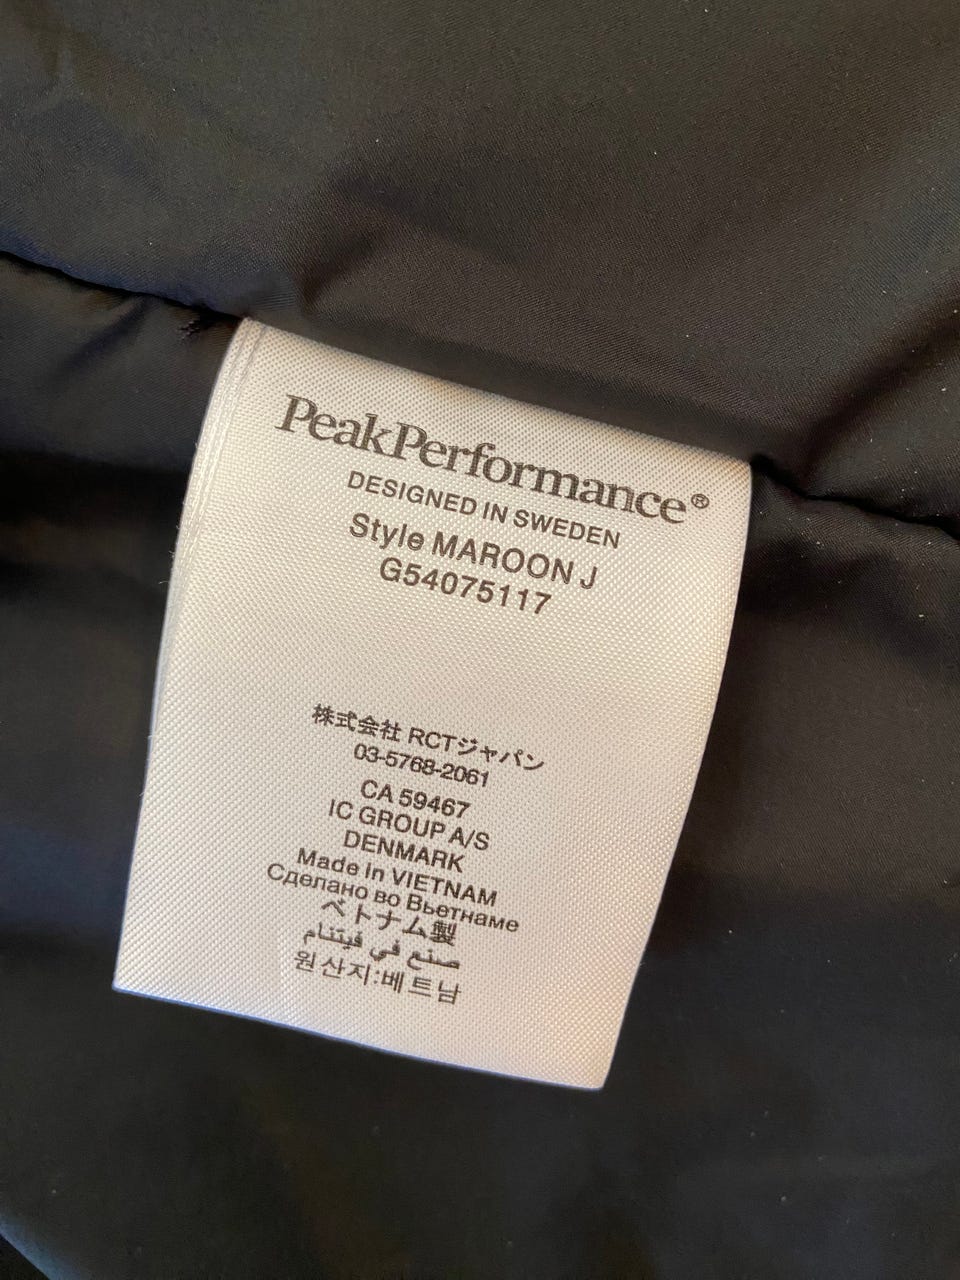 PeakPerformance®
DESIGNED IN SWEDEN
Style MAROON J
G54075117
株式会社 RCTジャパン
03-5768-2061
CA 59467
IC GROUP A/S
DENMARK
Made in VIETNAM
Сделано во Вьетнаме
ベトナム製
صنع في فيتنام
원산지:베트남